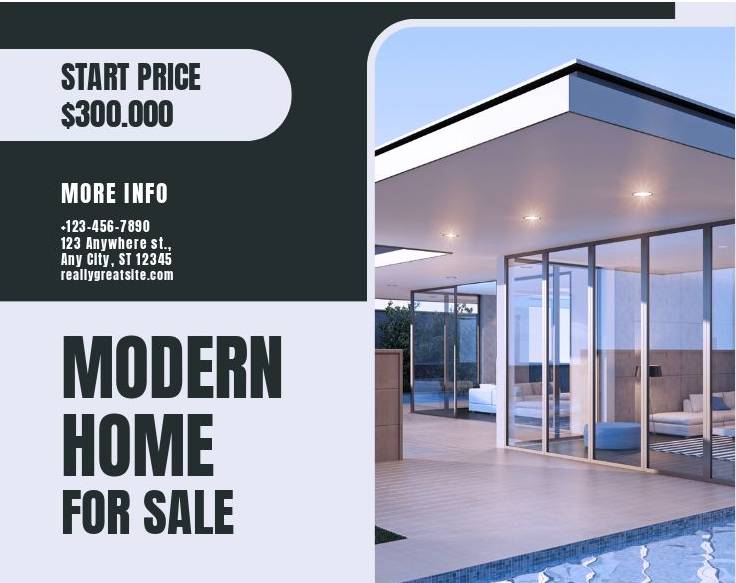 START PRICE
$300.000
MORE INFO
+123-456-7890
123 Anywhere st.,
Any City, ST 12345
reallygreatsite.com
MODERN
HOME
FOR SALE